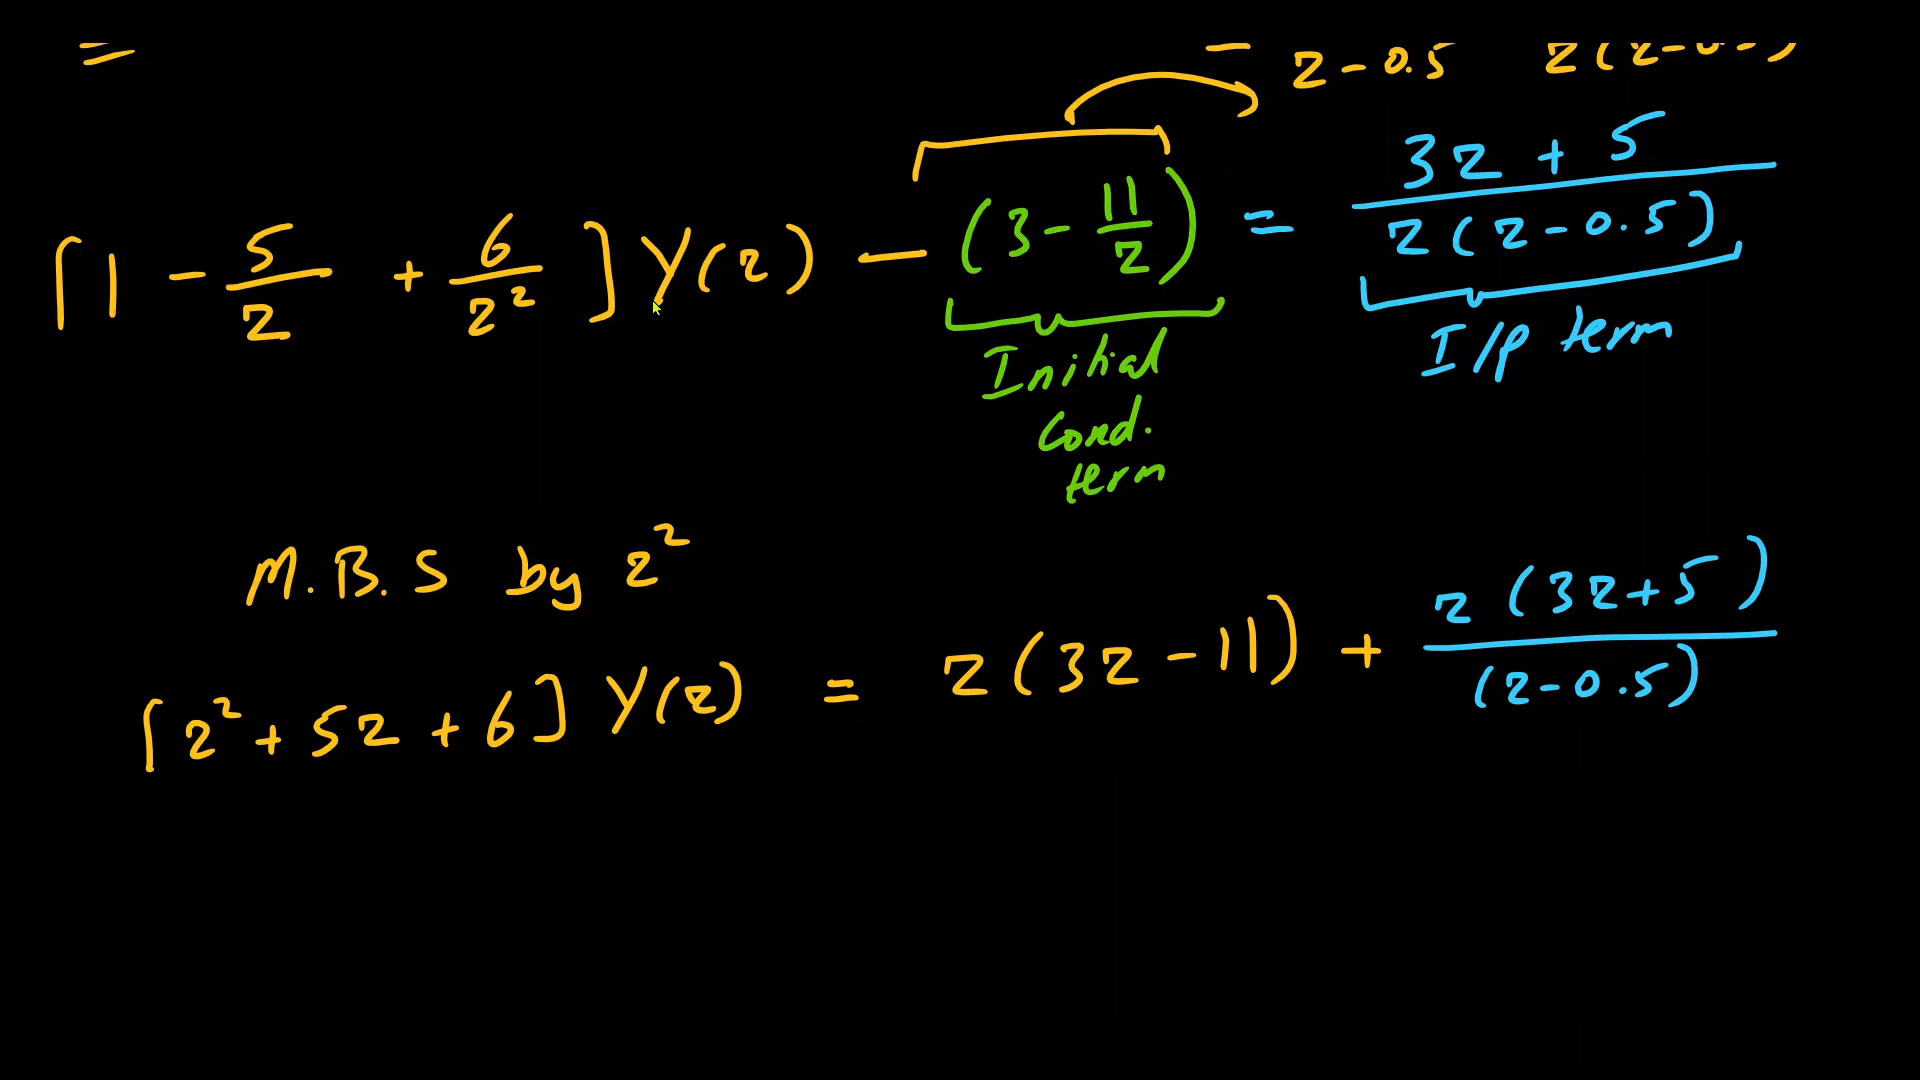 = = z - 0.5 z(z-0.5)
[1 - 5/z + 6/z²] Y(z) - (3 - 11/z) = 3z + 5 / z(z-0.5)
Initial Cond. term
I/p term
M.B.S by z²
[z² + 5z + 6] Y(z) = z(3z - 11) + z(3z+5) / (z-0.5)